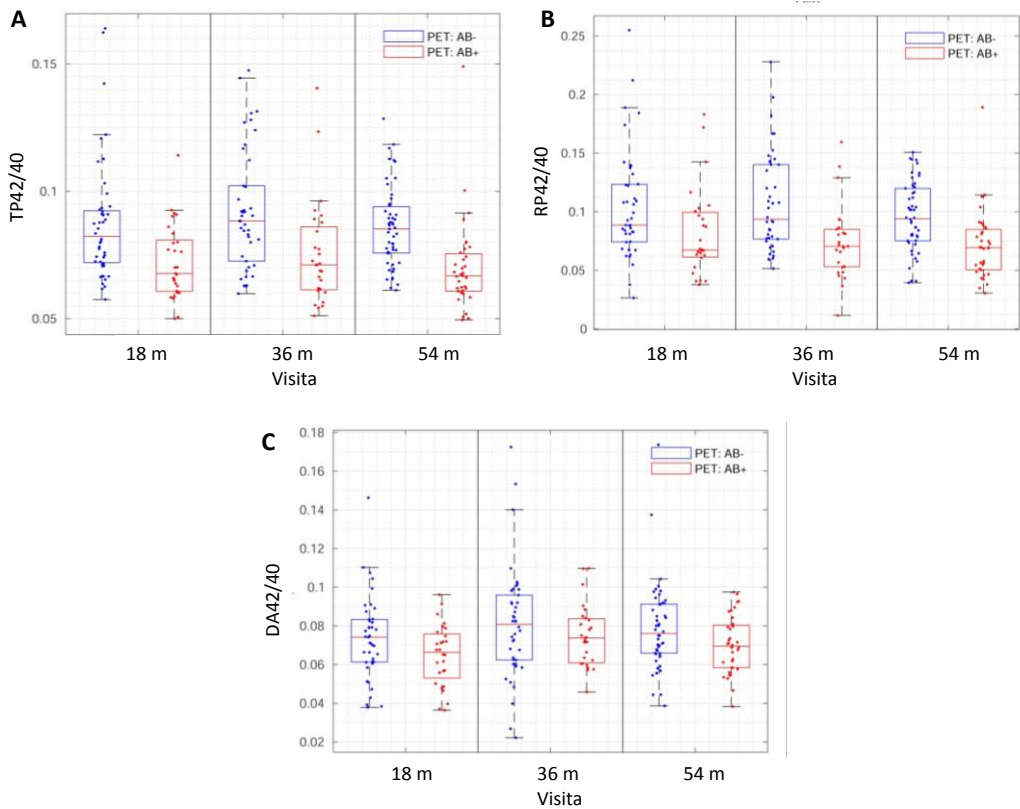 A
PET: AB-
PET: AB+
0.15
0.1
0.05
TP42/40
18 m
36 m
54 m
Visita
B
PET: AB-
PET: AB+
0.25
0.2
0.15
0.1
0.05
0
RP42/40
18 m
36 m
54 m
Visita
C
PET: AB-
PET: AB+
0.18
0.16
0.14
0.12
0.1
0.08
0.06
0.04
0.02
DA42/40
18 m
36 m
54 m
Visita